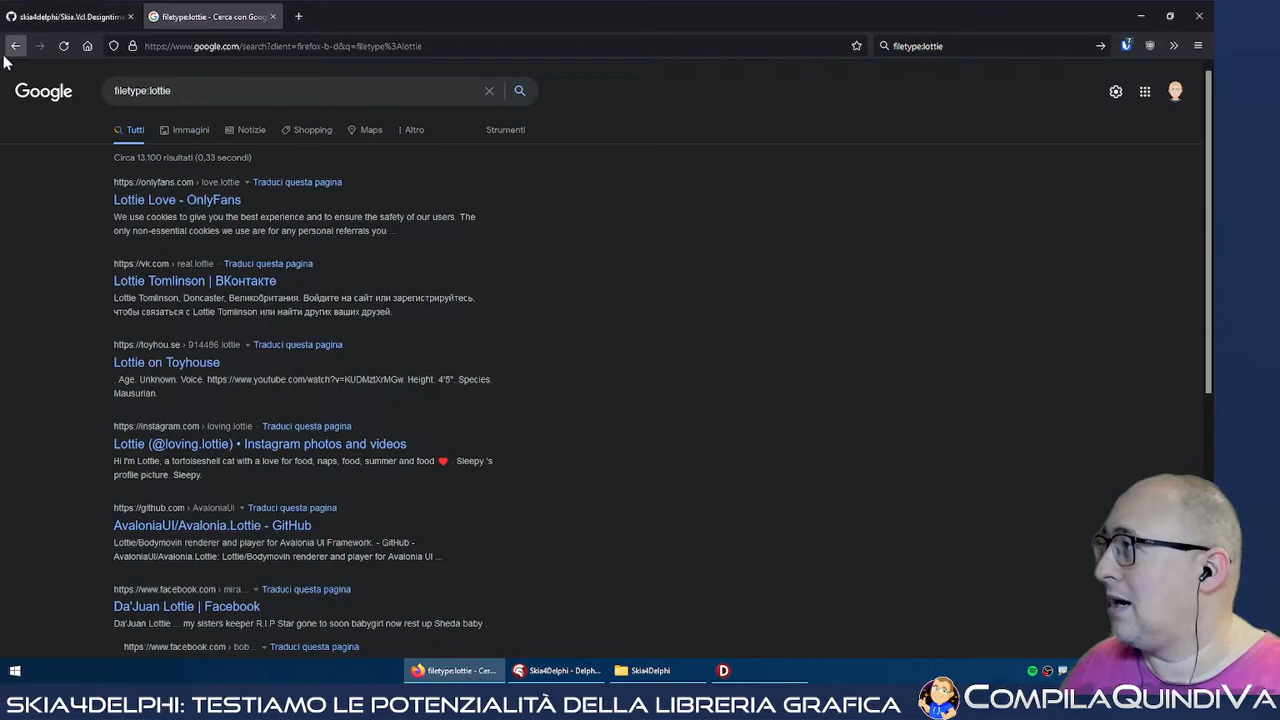 skia4delphi/Skia.Vcl.Designtime
filetype:lottie - Cerca con Goog
https://www.google.com/search?client=firefox-b-d&q=filetype%3Alottie
filetype:lottie
Google
filetype:lottie
Tutti
Immagini
Notizie
Shopping
Maps
Altro
Strumenti
Circa 13.100 risultati (0,33 secondi)
https://onlyfans.com › love.lottie Traduci questa pagina
Lottie Love - OnlyFans
We use cookies to give you the best experience and to ensure the safety of our users. The
only non-essential cookies we use are for any personal referrals you ...
https://vk.com › real.lottie · Traduci questa pagina
Lottie Tomlinson | ВКонтакте
Lottie Tomlinson, Doncaster, Великобритания. Войдите на сайт или зарегистрируйтесь,
чтобы связаться с Lottie Tomlinson или найти других ваших друзей.
https://toyhou.se › 914486.lottie Traduci questa pagina
Lottie on Toyhouse
. Age. Unknown. Voice. https://www.youtube.com/watch?v=KUDMztXrMGw. Height. 4'5". Species.
Mausurian.
https://instagram.com › loving.lottie Traduci questa pagina
Lottie (@loving.lottie) • Instagram photos and videos
Hi I'm Lottie, a tortoiseshell cat with a love for food, naps, food, summer and food ❤ . Sleepy 's
profile picture. Sleepy.
https://github.com › AvaloniaUI Traduci questa pagina
AvaloniaUI/Avalonia.Lottie - GitHub
Lottie/Bodymovin renderer and player for Avalonia UI Framework. - GitHub -
AvaloniaUI/Avalonia.Lottie: Lottie/Bodymovin renderer and player for Avalonia UI ...
https://www.facebook.com › mira... Traduci questa pagina
Da'Juan Lottie | Facebook
Da'Juan Lottie ... my sisters keeper R.I.P Star gone to soon babygirl now rest up Sheda baby .
https://www.facebook.com › bob... Traduci questa pagina
filetype:lottie — Cer...
Skia4Delphi - Delph...
Skia4Delphi
D
SKIA4DELPHI: TESTIAMO LE POTENZIALITÀ DELLA LIBRERIA GRAFICA
COMPILAQUINDIVA